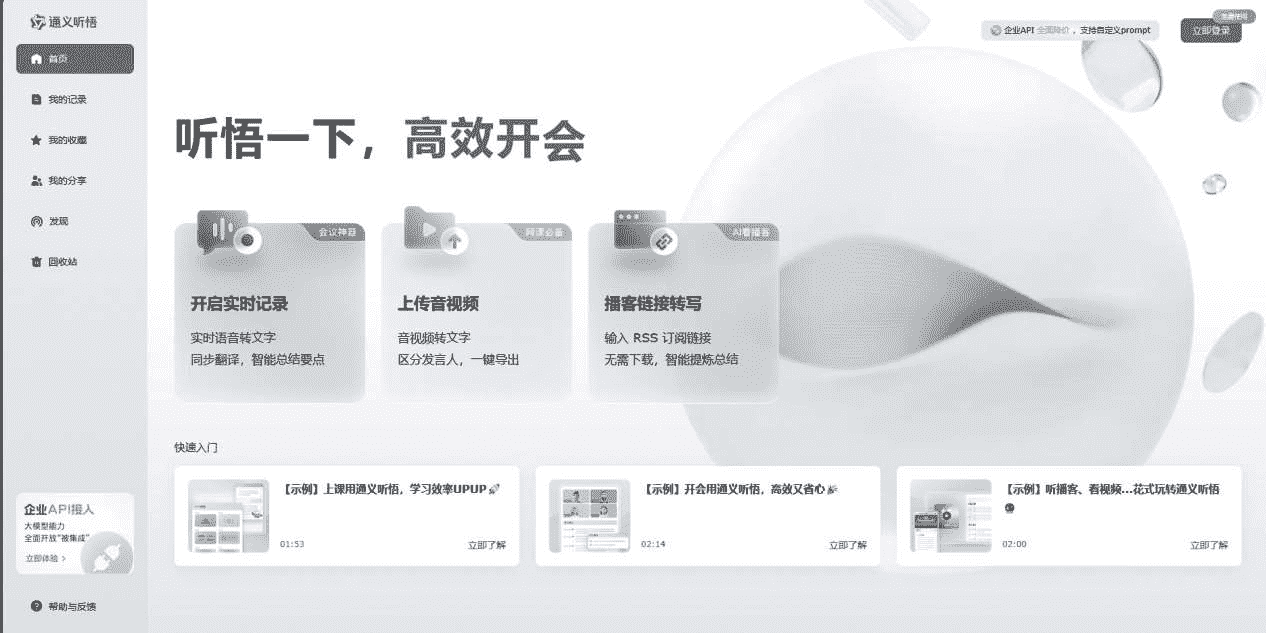 通义听悟
首页
我的记录
我的收藏
我的分享
发现
回收站
企业API接入
大模型能力
全面开放"被集成"
立即体验 >
帮助与反馈
企业API 全面降价，支持自定义prompt
立即登录
听悟一下，高效开会
会议神器
开启实时记录
实时语音转文字
同步翻译，智能总结要点
网课必备
上传音视频
音视频转文字
区分发言人，一键导出
AI看播客
播客链接转写
输入 RSS 订阅链接
无需下载，智能提炼总结
快速入门
【示例】上课用通义听悟，学习效率UPUP🚀
01:53
立即了解
【示例】开会用通义听悟，高效又省心🎉
02:14
立即了解
【示例】听播客、看视频...花式玩转通义听悟
02:00
立即了解